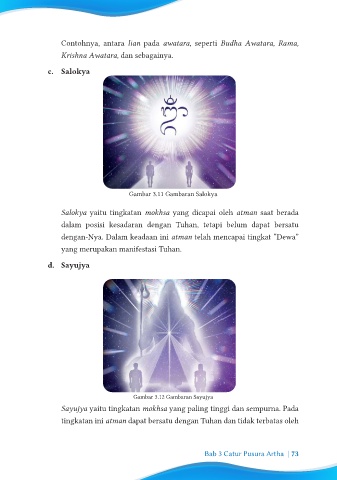 Contohnya, antara lian pada awatara, seperti Budha Awatara, Rama,
Krishna Awatara, dan sebagainya.
c. Salokya
Gambar 3.11 Gambaran Salokya
Salokya yaitu tingkatan mokhsa yang dicapai oleh atman saat berada
dalam posisi kesadaran dengan Tuhan, tetapi belum dapat bersatu
dengan-Nya. Dalam keadaan ini atman telah mencapai tingkat "Dewa"
yang merupakan manifestasi Tuhan.
d. Sayujya
Gambar 3.12 Gambaran Sayujya
Sayujya yaitu tingkatan mokhsa yang paling tinggi dan sempurna. Pada
tingkatan ini atman dapat bersatu dengan Tuhan dan tidak terbatas oleh
Bab 3 Catur Pusura Artha | 73